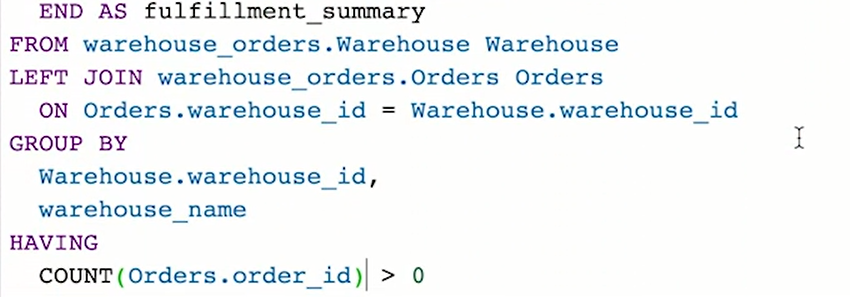 END AS fulfillment_summary
FROM warehouse_orders.Warehouse Warehouse
LEFT JOIN warehouse_orders.Orders Orders
ON Orders.warehouse_id = Warehouse.warehouse_id
GROUP BY
Warehouse.warehouse_id,
warehouse_name
HAVING
COUNT(Orders.order_id) > 0